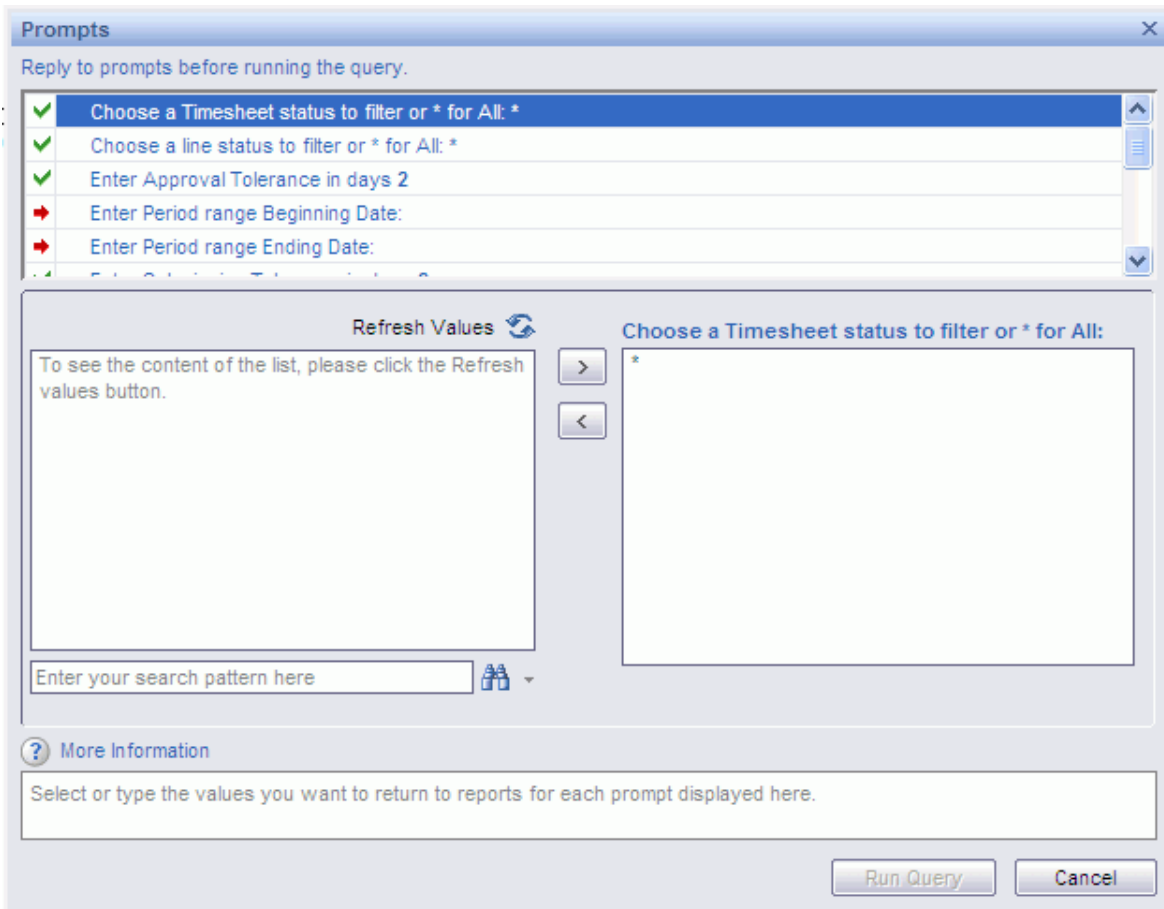 Prompts
Reply to prompts before running the query.
Choose a Timesheet status to filter or * for All: *
Choose a line status to filter or * for All: *
Enter Approval Tolerance in days 2
Enter Period range Beginning Date:
Enter Period range Ending Date:
Refresh Values
Choose a Timesheet status to filter or * for All:
To see the content of the list, please click the Refresh
values button.
>
*
<
Enter your search pattern here
? More Information
Select or type the values you want to return to reports for each prompt displayed here.
Run Query
Cancel